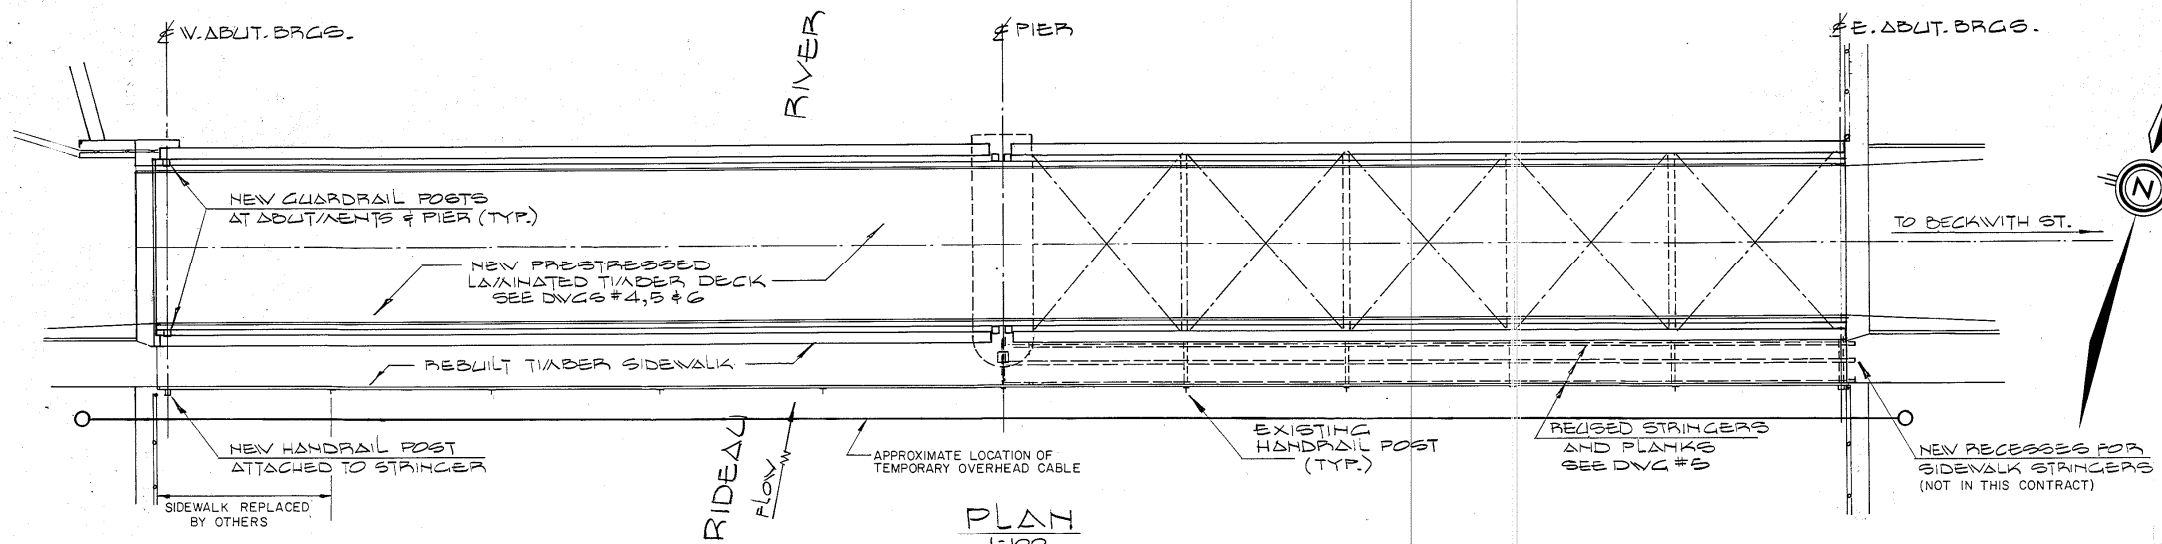 ℄ W. ABUT. BRGS.
RIVER
℄ PIER
℄ E. ABUT. BRGS.
NEW GUARDRAIL POSTS
AT ABUTMENTS & PIER (TYP.)
N
TO BECKWITH ST.
NEW PRESTRESSED
LAMINATED TIMBER DECK
SEE DWGS #4,5 & 6
REBUILT TIMBER SIDEWALK
NEW HANDRAIL POST
ATTACHED TO STRINGER
SIDEWALK REPLACED
BY OTHERS
RIDEAU
FLOW
APPROXIMATE LOCATION OF
TEMPORARY OVERHEAD CABLE
EXISTING
HANDRAIL POST
(TYP.)
REUSED STRINGERS
AND PLANKS
SEE DWG #5
NEW RECESSES FOR
SIDEWALK STRINGERS
(NOT IN THIS CONTRACT)
PLAN
1:100